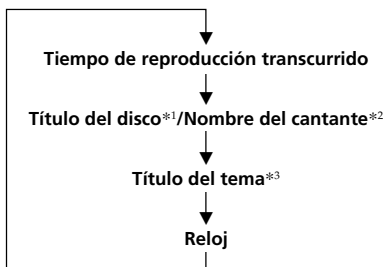 Tiempo de reproducción transcurrido
Título del disco*1/Nombre del cantante*2
Título del tema*3
Reloj